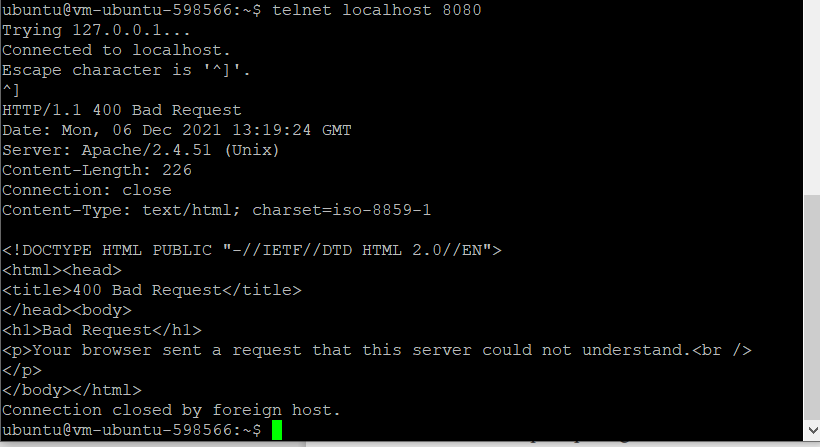 ubuntu@vm-ubuntu-598566:~$ telnet localhost 8080
Trying 127.0.0.1...
Connected to localhost.
Escape character is '^]'.
^]
HTTP/1.1 400 Bad Request
Date: Mon, 06 Dec 2021 13:19:24 GMT
Server: Apache/2.4.51 (Unix)
Content-Length: 226
Connection: close
Content-Type: text/html; charset=iso-8859-1

<!DOCTYPE HTML PUBLIC "-//IETF//DTD HTML 2.0//EN">
<html><head>
<title>400 Bad Request</title>
</head><body>
<h1>Bad Request</h1>
<p>Your browser sent a request that this server could not understand.<br />
</p>
</body></html>
Connection closed by foreign host.
ubuntu@vm-ubuntu-598566:~$